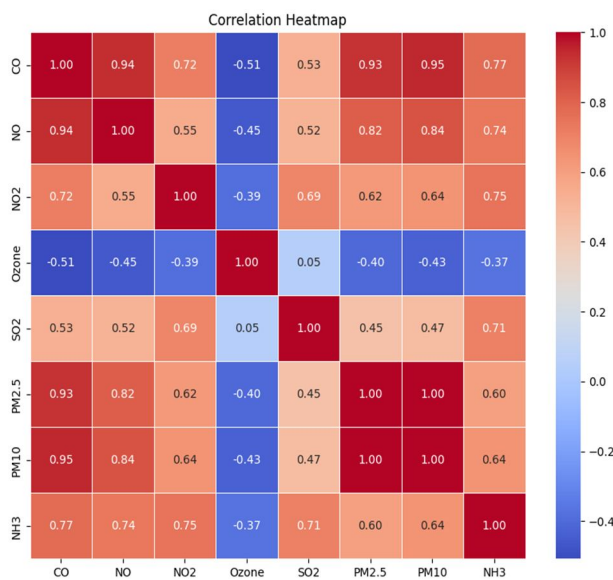 Correlation Heatmap
CO 1.00 0.94 0.72 -0.51 0.53 0.93 0.95 0.77
NO 0.94 1.00 0.55 -0.45 0.52 0.82 0.84 0.74
NO2 0.72 0.55 1.00 -0.39 0.69 0.62 0.64 0.75
Ozone -0.51 -0.45 -0.39 1.00 0.05 -0.40 -0.43 -0.37
SO2 0.53 0.52 0.69 0.05 1.00 0.45 0.47 0.71
PM2.5 0.93 0.82 0.62 -0.40 0.45 1.00 1.00 0.60
PM10 0.95 0.84 0.64 -0.43 0.47 1.00 1.00 0.64
NH3 0.77 0.74 0.75 -0.37 0.71 0.60 0.64 1.00
CO NO NO2 Ozone SO2 PM2.5 PM10 NH3
1.0
0.8
0.6
0.4
0.2
0.0
-0.2
-0.4